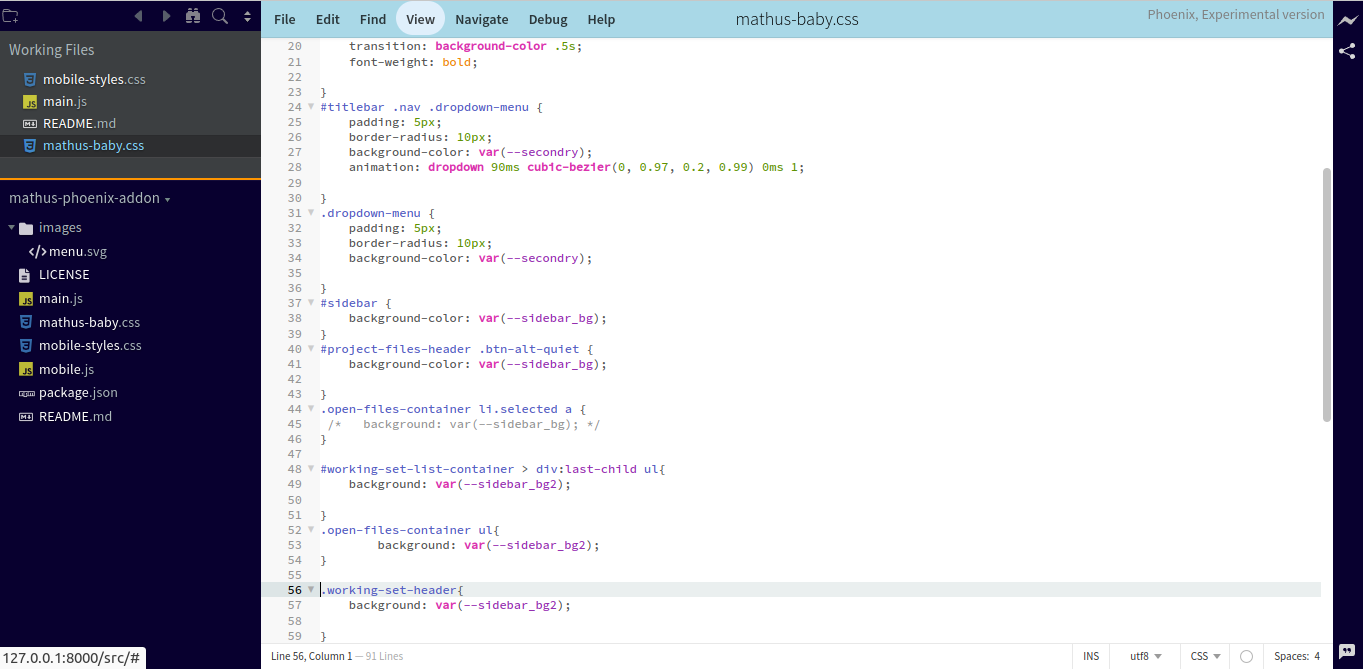 File Edit Find View Navigate Debug Help
mathus-baby.css
Phoenix, Experimental version
Working Files
mobile-styles.css
JS main.js
README.md
mathus-baby.css
mathus-phoenix-addon
images
</> menu.svg
LICENSE
JS main.js
mathus-baby.css
mobile-styles.css
JS mobile.js
package.json
README.md
127.0.0.1:8000/src/#
20 transition: background-color .5s;
21 font-weight: bold;
22
23 }
24 #titlebar .nav .dropdown-menu {
25 padding: 5px;
26 border-radius: 10px;
27 background-color: var(--secondry);
28 animation: dropdown 90ms cubic-bezier(0, 0.97, 0.2, 0.99) 0ms 1;
29
30 }
31 .dropdown-menu {
32 padding: 5px;
33 border-radius: 10px;
34 background-color: var(--secondry);
35
36 }
37 #sidebar {
38 background-color: var(--sidebar_bg);
39 }
40 #project-files-header .btn-alt-quiet {
41 background-color: var(--sidebar_bg);
42
43 }
44 .open-files-container li.selected a {
45 /* background: var(--sidebar_bg); */
46 }
47
48 #working-set-list-container > div:last-child ul{
49 background: var(--sidebar_bg2);
50
51 }
52 .open-files-container ul{
53 background: var(--sidebar_bg2);
54 }
55
56 .working-set-header{
57 background: var(--sidebar_bg2);
58
59 }
Line 56, Column 1 — 91 Lines
INS utf8 CSS Spaces: 4